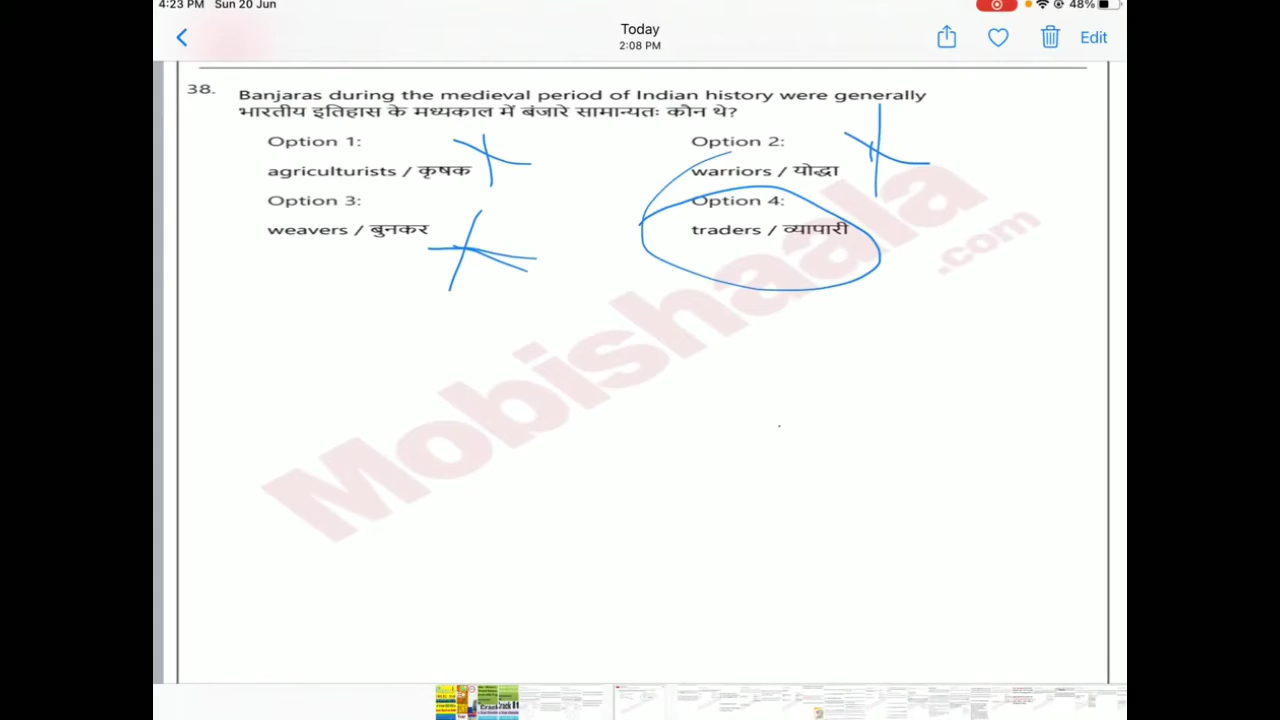 4:23 PM Sun 20 Jun
48%
Today
2:08 PM
Edit
38. Banjaras during the medieval period of Indian history were generally
भारतीय इतिहास के मध्यकाल में बंजारे सामान्यतः कौन थे?
Option 1:
agriculturists / कृषक
Option 2:
warriors / योद्धा
Option 3:
weavers / बुनकर
Option 4:
traders / व्यापारी
Mobishaala.com